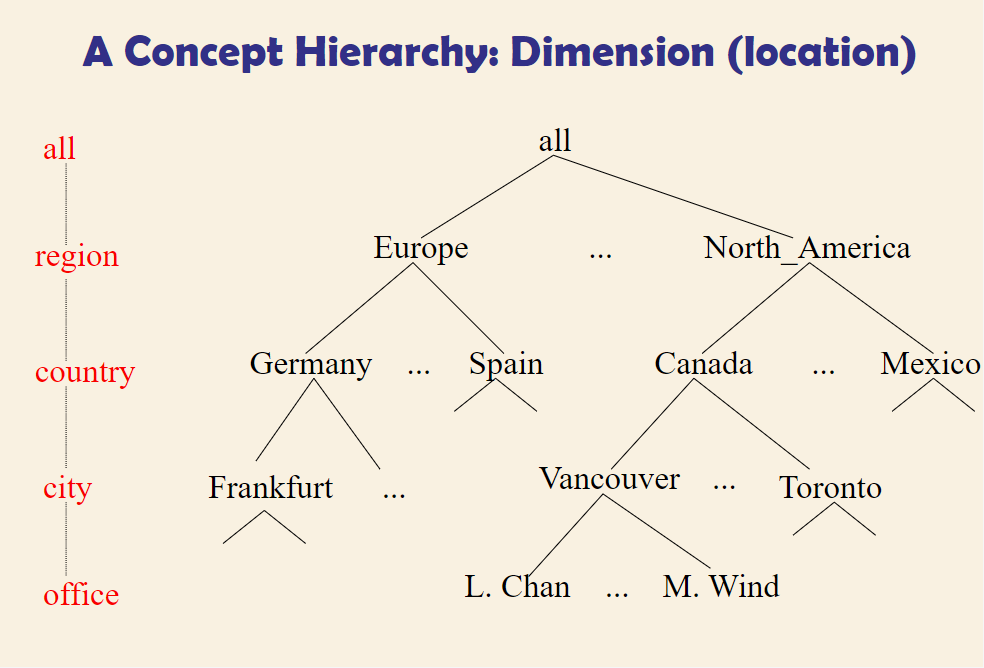 A Concept Hierarchy: Dimension (location)
all
all
region
Europe ... North_America
country
Germany ... Spain Canada ... Mexico
city
Frankfurt ... Vancouver ... Toronto
office
L. Chan ... M. Wind